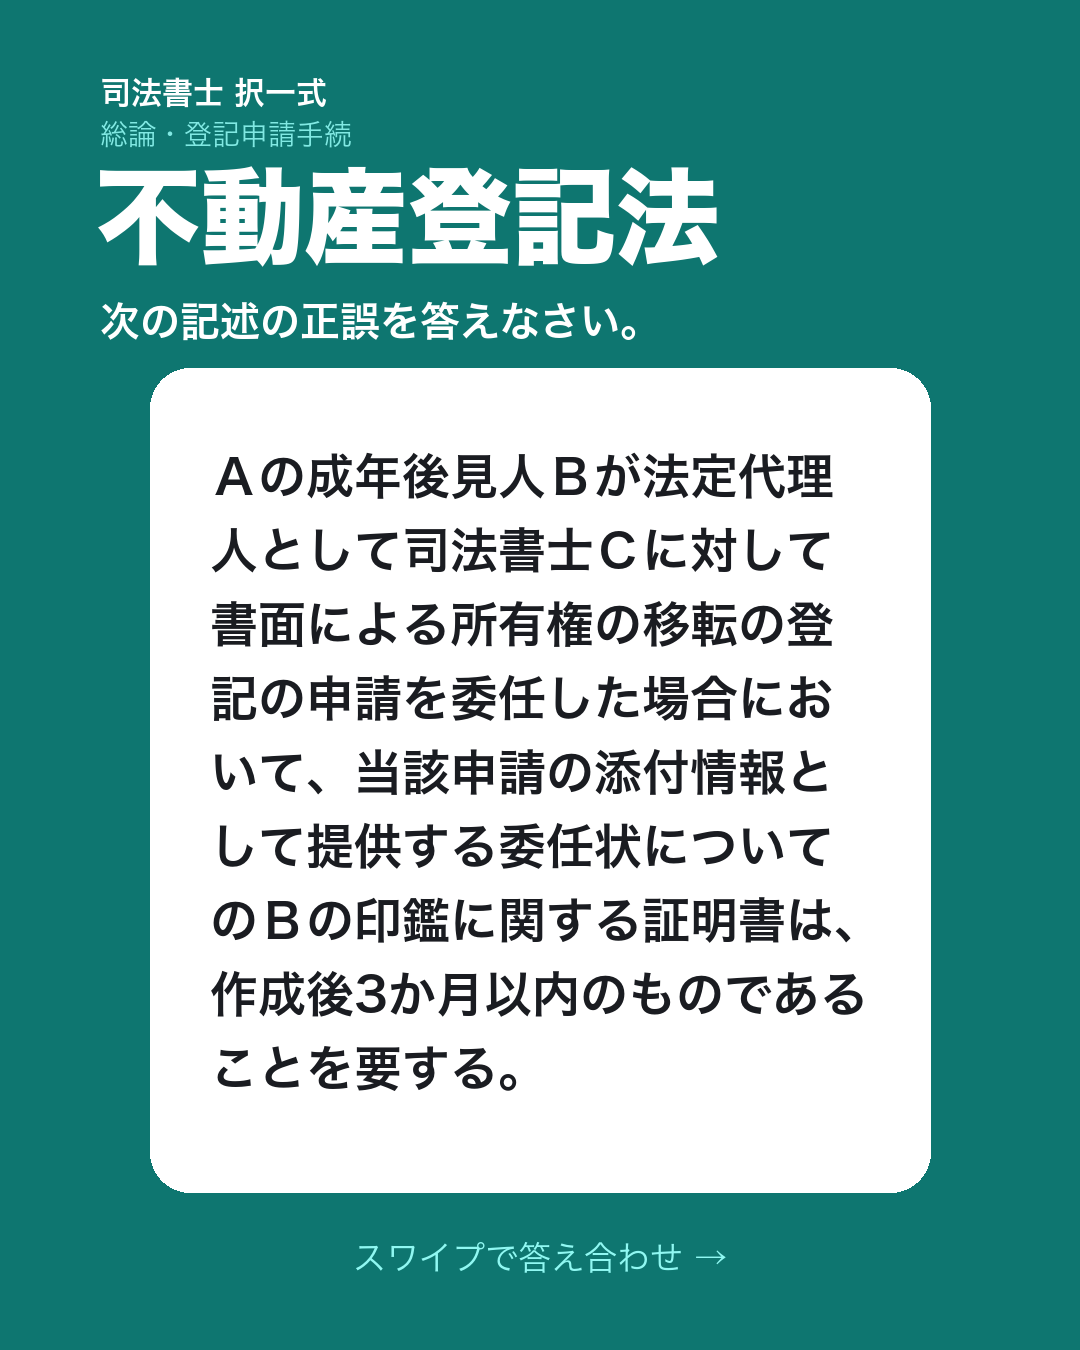 司法書士 択一式
総論・登記申請手続
不動産登記法
次の記述の正誤を答えなさい。
Ａの成年後見人Ｂが法定代理
人として司法書士Ｃに対して
書面による所有権の移転の登
記の申請を委任した場合にお
いて、当該申請の添付情報と
して提供する委任状について
のＢの印鑑に関する証明書は、
作成後3か月以内のものである
ことを要する。
スワイプで答え合わせ →